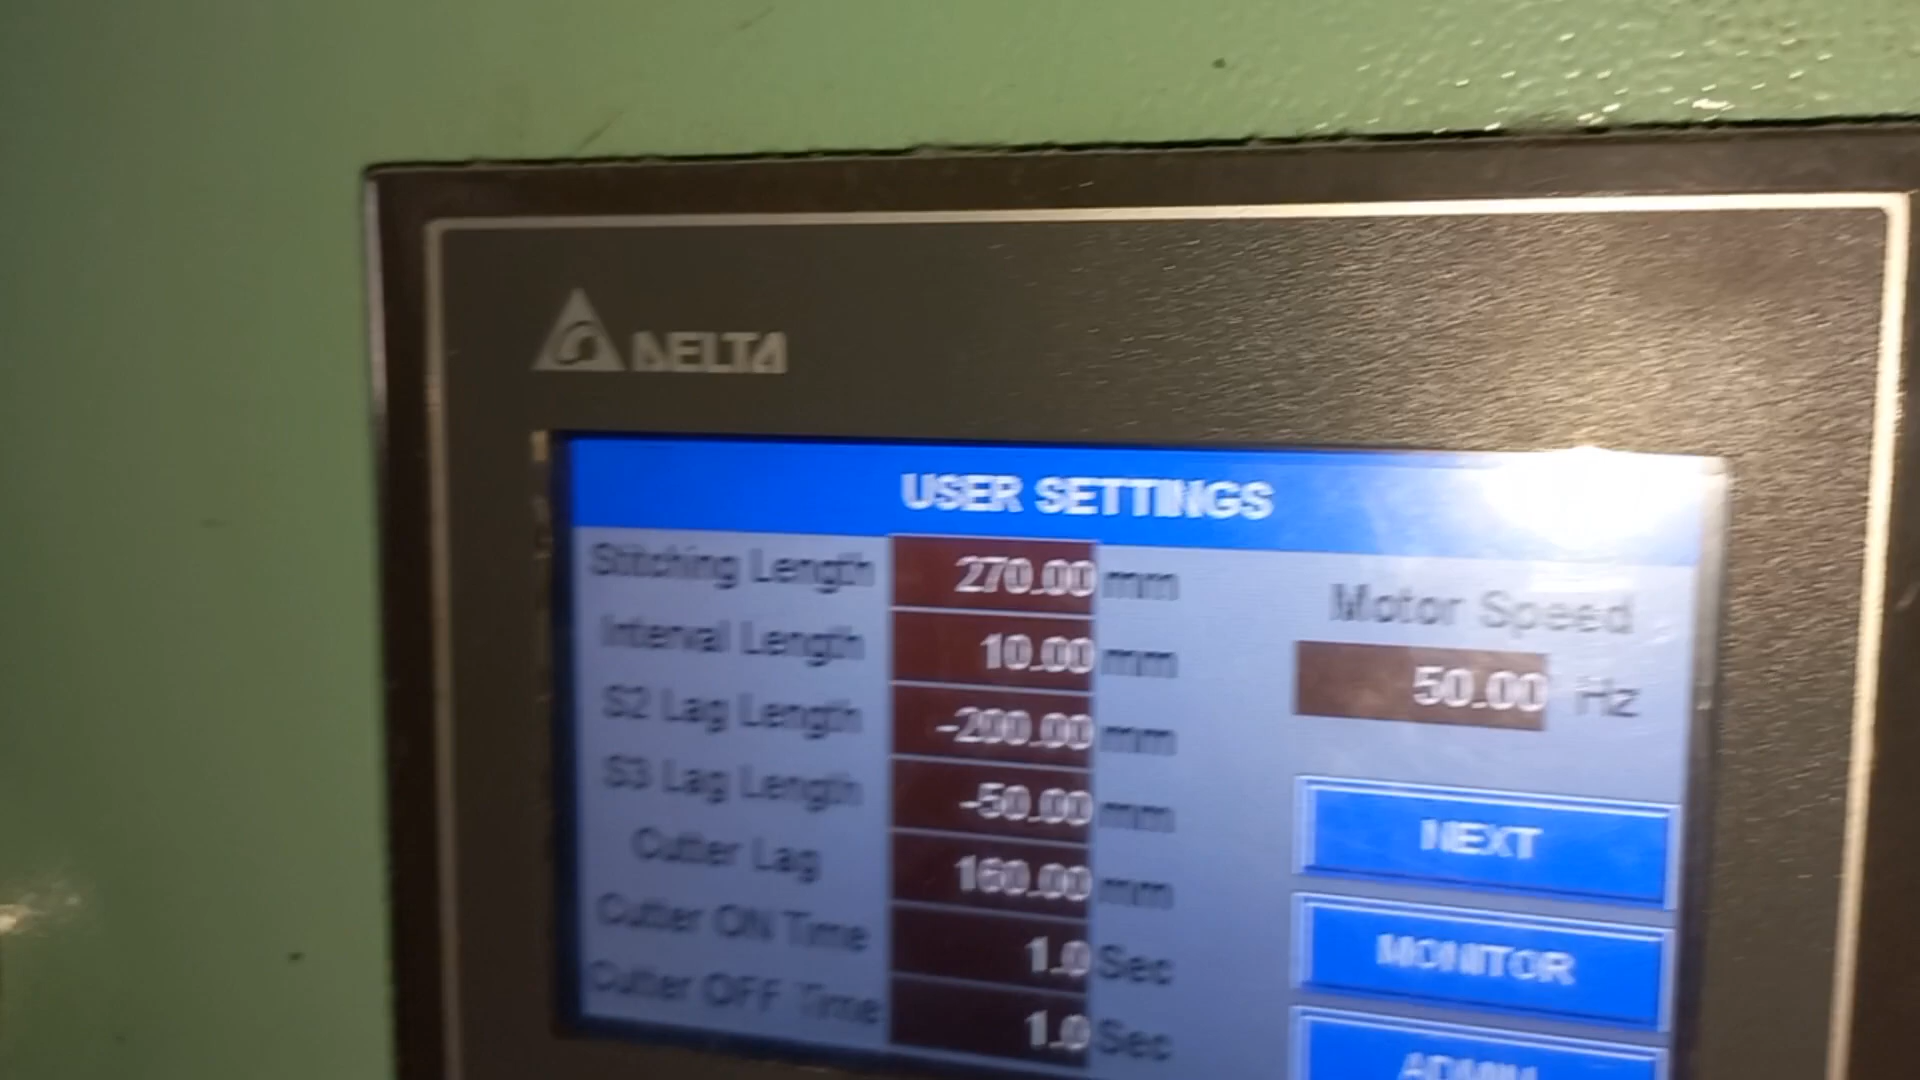 DELTA
USER SETTINGS
Stitching Length 270.00 mm
Interval Length 10.00 mm
S2 Lag Length -200.00 mm
S3 Lag Length -50.00 mm
Cutter Lag 160.00 mm
Cutter ON Time 1.0 Sec
Cutter OFF Time 1.0 Sec
Motor Speed
50.00 Hz
NEXT
MONITOR
ADMIN